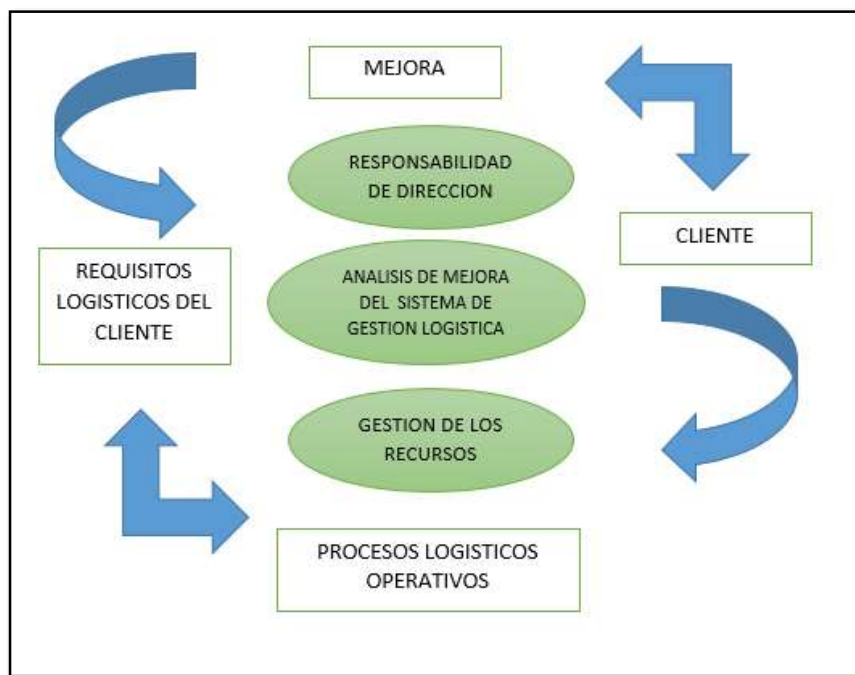 MEJORA
RESPONSABILIDAD
DE DIRECCION
CLIENTE
REQUISITOS
LOGISTICOS DEL
CLIENTE
ANALISIS DE MEJORA
DEL SISTEMA DE
GESTION LOGISTICA
GESTION DE LOS
RECURSOS
PROCESOS LOGISTICOS
OPERATIVOS